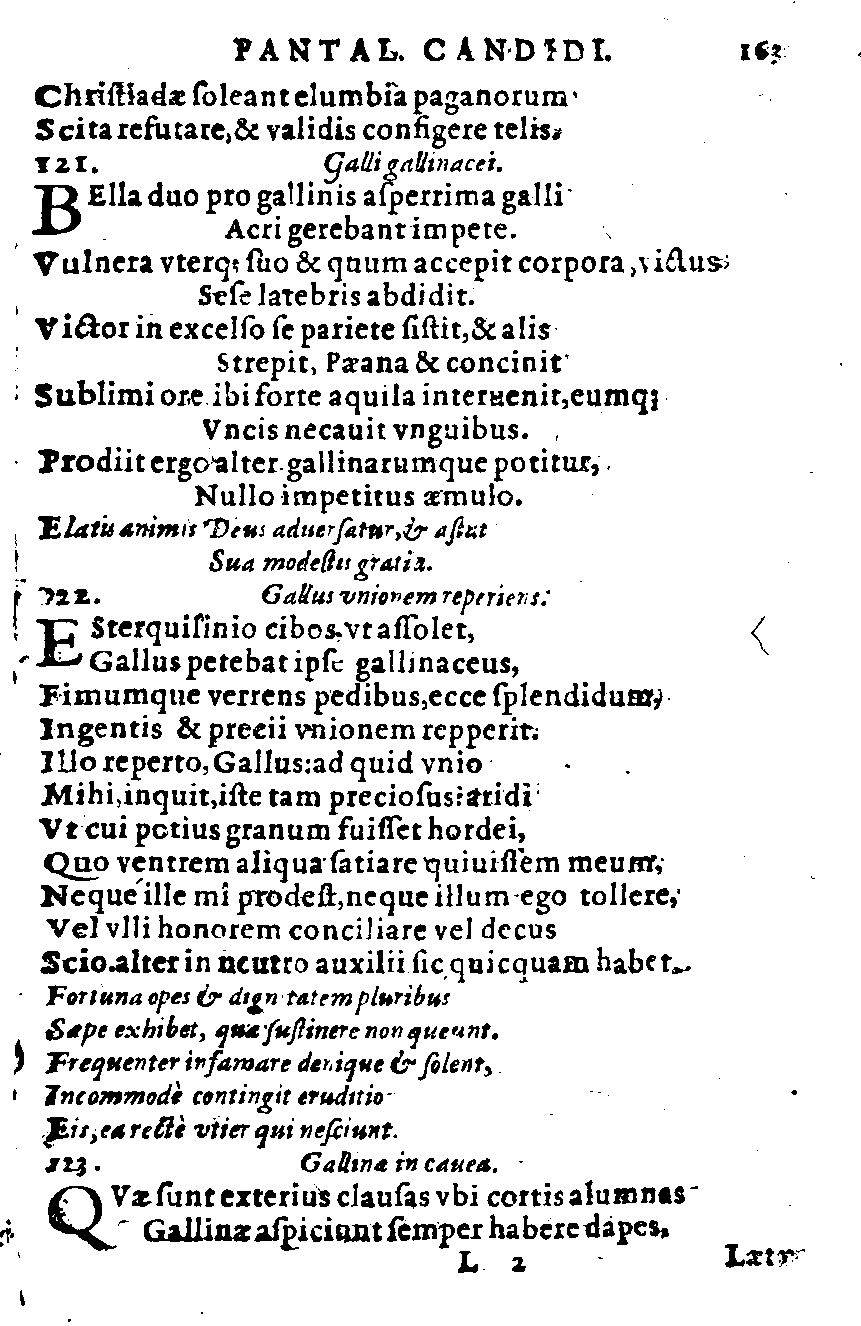 PANTAL. CANDIDI. 163
Chriſtiadæ ſoleant elumbia paganorum
Scita refutare, & validis configere telis.
121. Galli gallinacei.
BElla duo pro gallinis aſperrima galli
Acri gerebant impete.
Vulnera vterq; ſuo & quum accepit corpora, victus
Seſe latebris abdidit.
Victor in excelſo ſe pariete ſiſtit, & alis
Strepit, Pæana & concinit
Sublimi ore. ibi forte aquila interuenit, eumq;
Vncis necauit vnguibus.
Prodiit ergo alter gallinarumque potitur,
Nullo impetitus æmulo.
Elatis animis Deus aduerſatur, & aſtat
Sua modeſtis gratia.
122. Gallus vnionem reperiens.
E Sterquiſinio cibos, vt aſſolet,
Gallus petebat ipſe gallinaceus,
Fimumque verrens pedibus, ecce ſplendidum,
Ingentis & precii vnionem repperit.
Illo reperto, Gallus: ad quid vnio
Mihi, inquit, iſte tam precioſus? atridi
Vt cui potius granum fuiſſet hordei,
Quo ventrem aliqua ſatiare quiuiſſem meum,
Neque ille mî prodeſt, neque illum ego tollere,
Vel vlli honorem conciliare vel decus
Scio. alter in neutro auxilii ſic quicquam habet.
Fortuna opes & dignitatem pluribus
Sæpe exhibet, quæ ſuſtinere non queunt.
Frequenter infamare denique & ſolent,
Incommodè contingit eruditio
Eis, ea rectè vtier qui neſciunt.
123. Gallinæ in cauea.
QVæ ſunt exterius clauſas vbi cortis alumnas
Gallinæ aſpiciunt ſemper habere dapes,
L 2 Læt